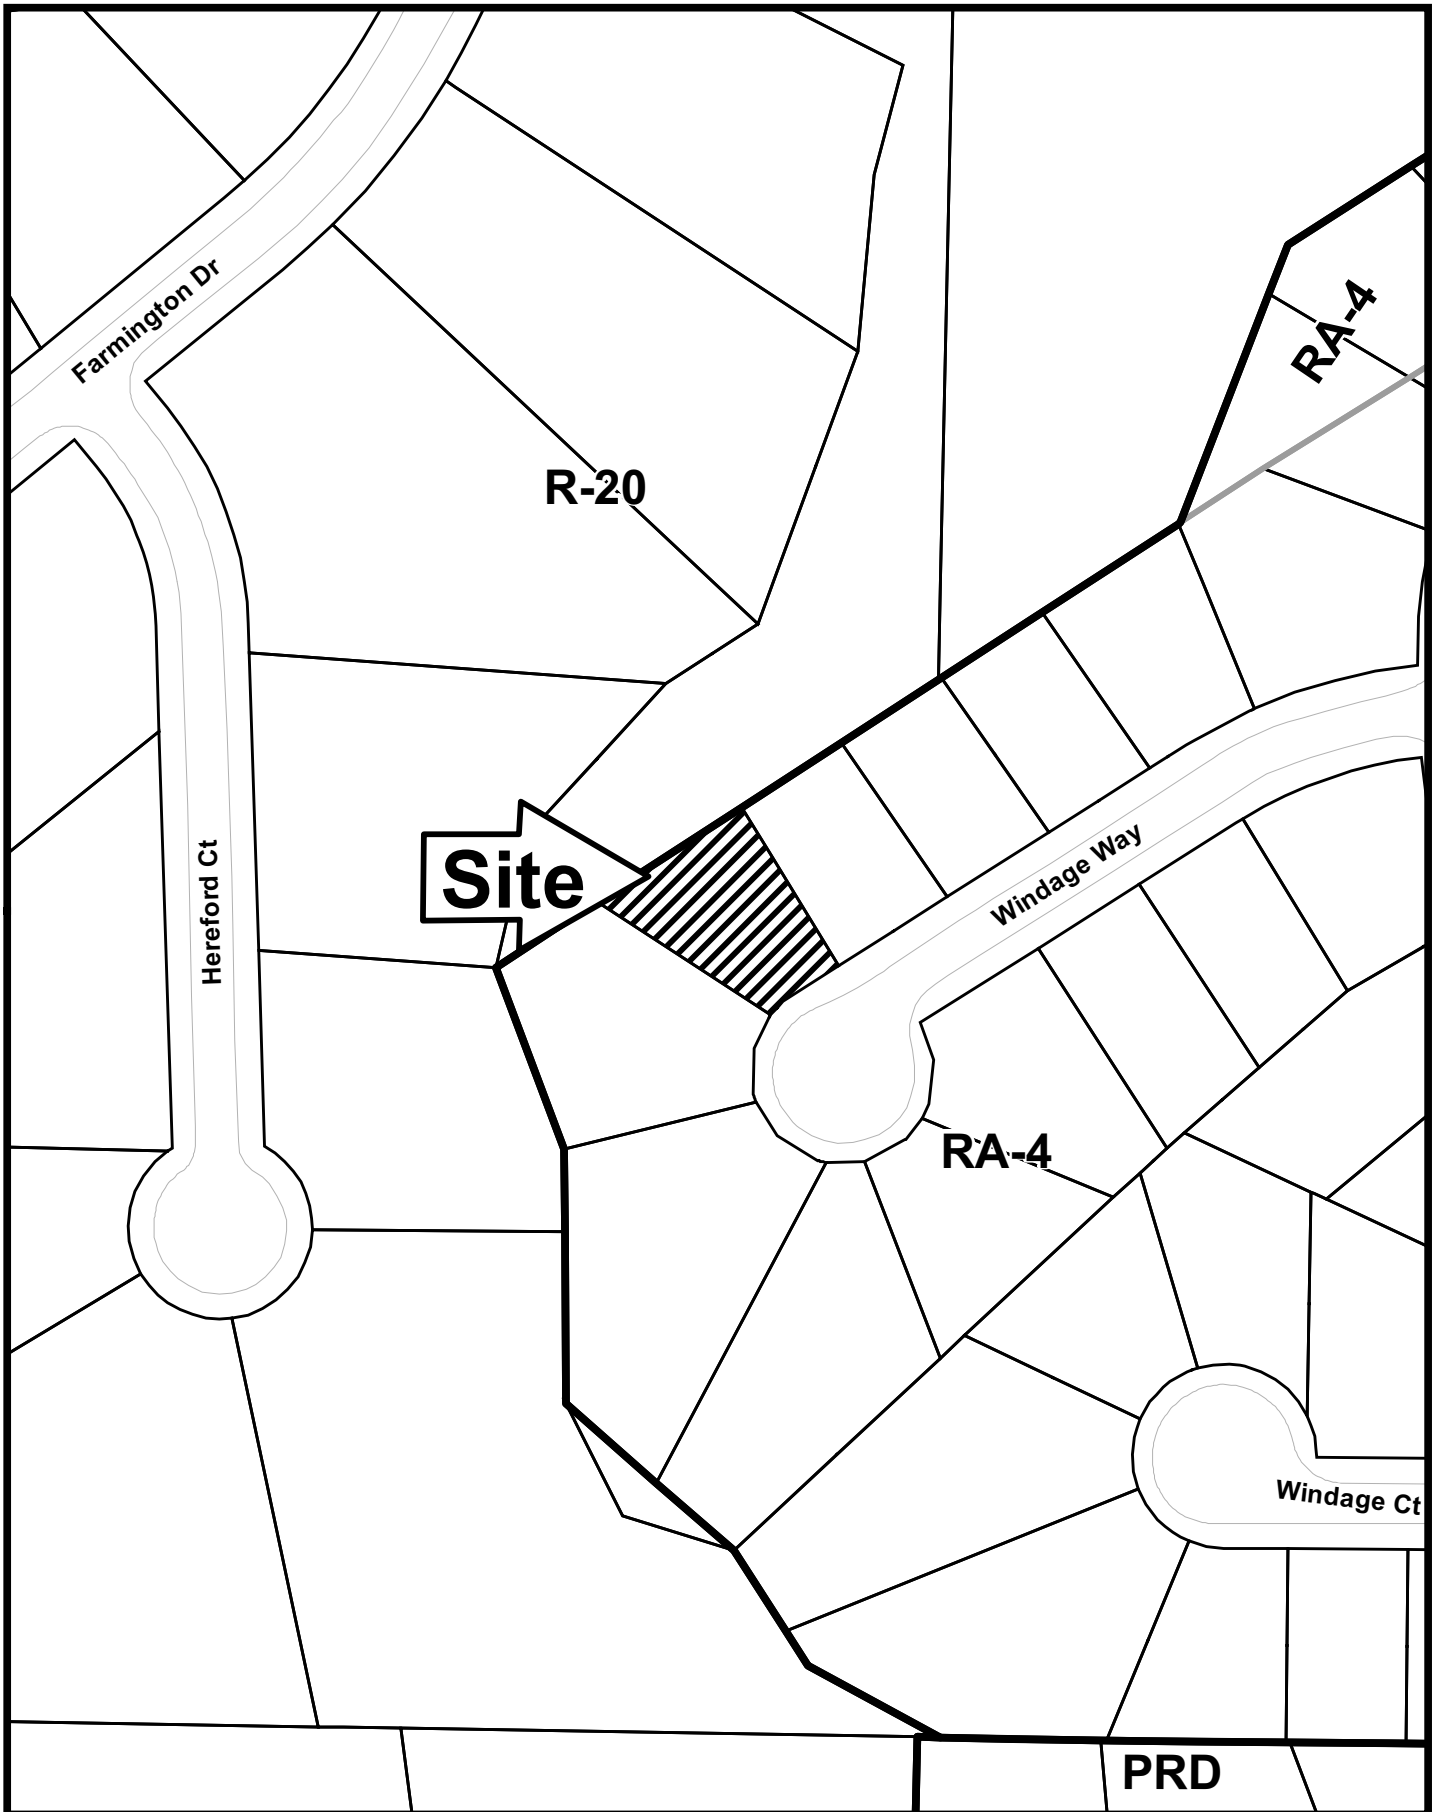 Farmington Dr
RA-4
R-20
Site
Windage Way
Hereford Ct
RA-4
Windage Ct
PRD